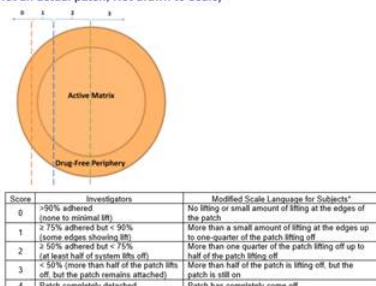 0 1 2 3
Active Matrix
Drug-Free Periphery
Score Investigators Modified Scale Language for Subjects*
0 >90% adhered (none to minimal lift) No lifting or small amount of lifting at the edges of the patch
1 ≥ 75% adhered but < 90% (some edges showing lift) More than a small amount of lifting at the edges up to one-quarter of the patch lifting off
2 ≥ 50% adhered but < 75% (at least half of system lifts off) More than one quarter of the patch lifting off up to half of the patch lifting off
3 < 50% (more than half of the patch lifts off, but the patch remains attached) More than half of the patch is lifting off, but the patch is still on
4 Patch completely detached Patch has completely come off